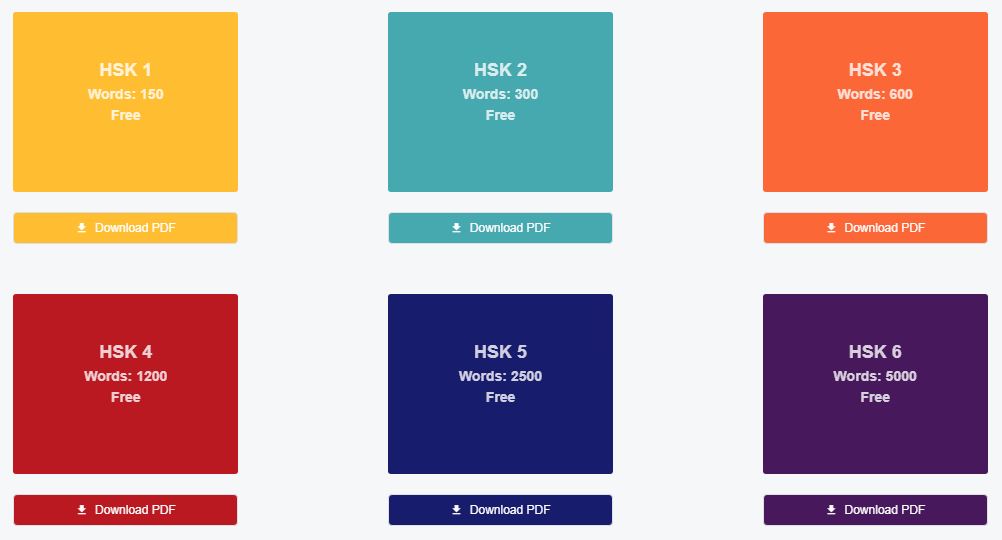 HSK 1
Words: 150
Free
Download PDF
HSK 2
Words: 300
Free
Download PDF
HSK 3
Words: 600
Free
Download PDF
HSK 4
Words: 1200
Free
Download PDF
HSK 5
Words: 2500
Free
Download PDF
HSK 6
Words: 5000
Free
Download PDF